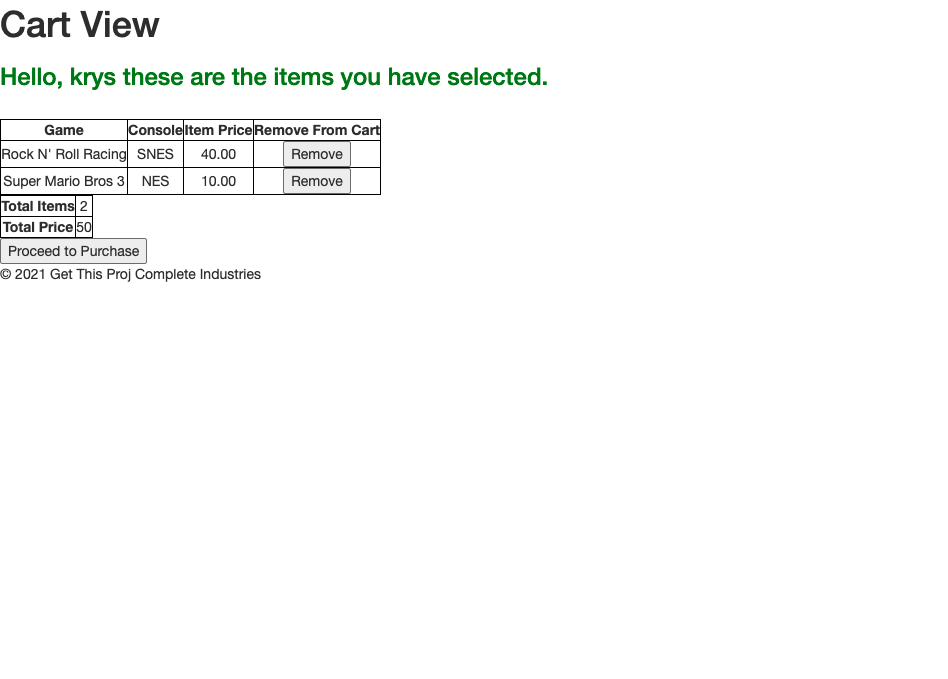 Cart View
Hello, krys these are the items you have selected.
Game Console Item Price Remove From Cart
Rock N' Roll Racing SNES 40.00 Remove
Super Mario Bros 3 NES 10.00 Remove
Total Items 2
Total Price 50
Proceed to Purchase
© 2021 Get This Proj Complete Industries